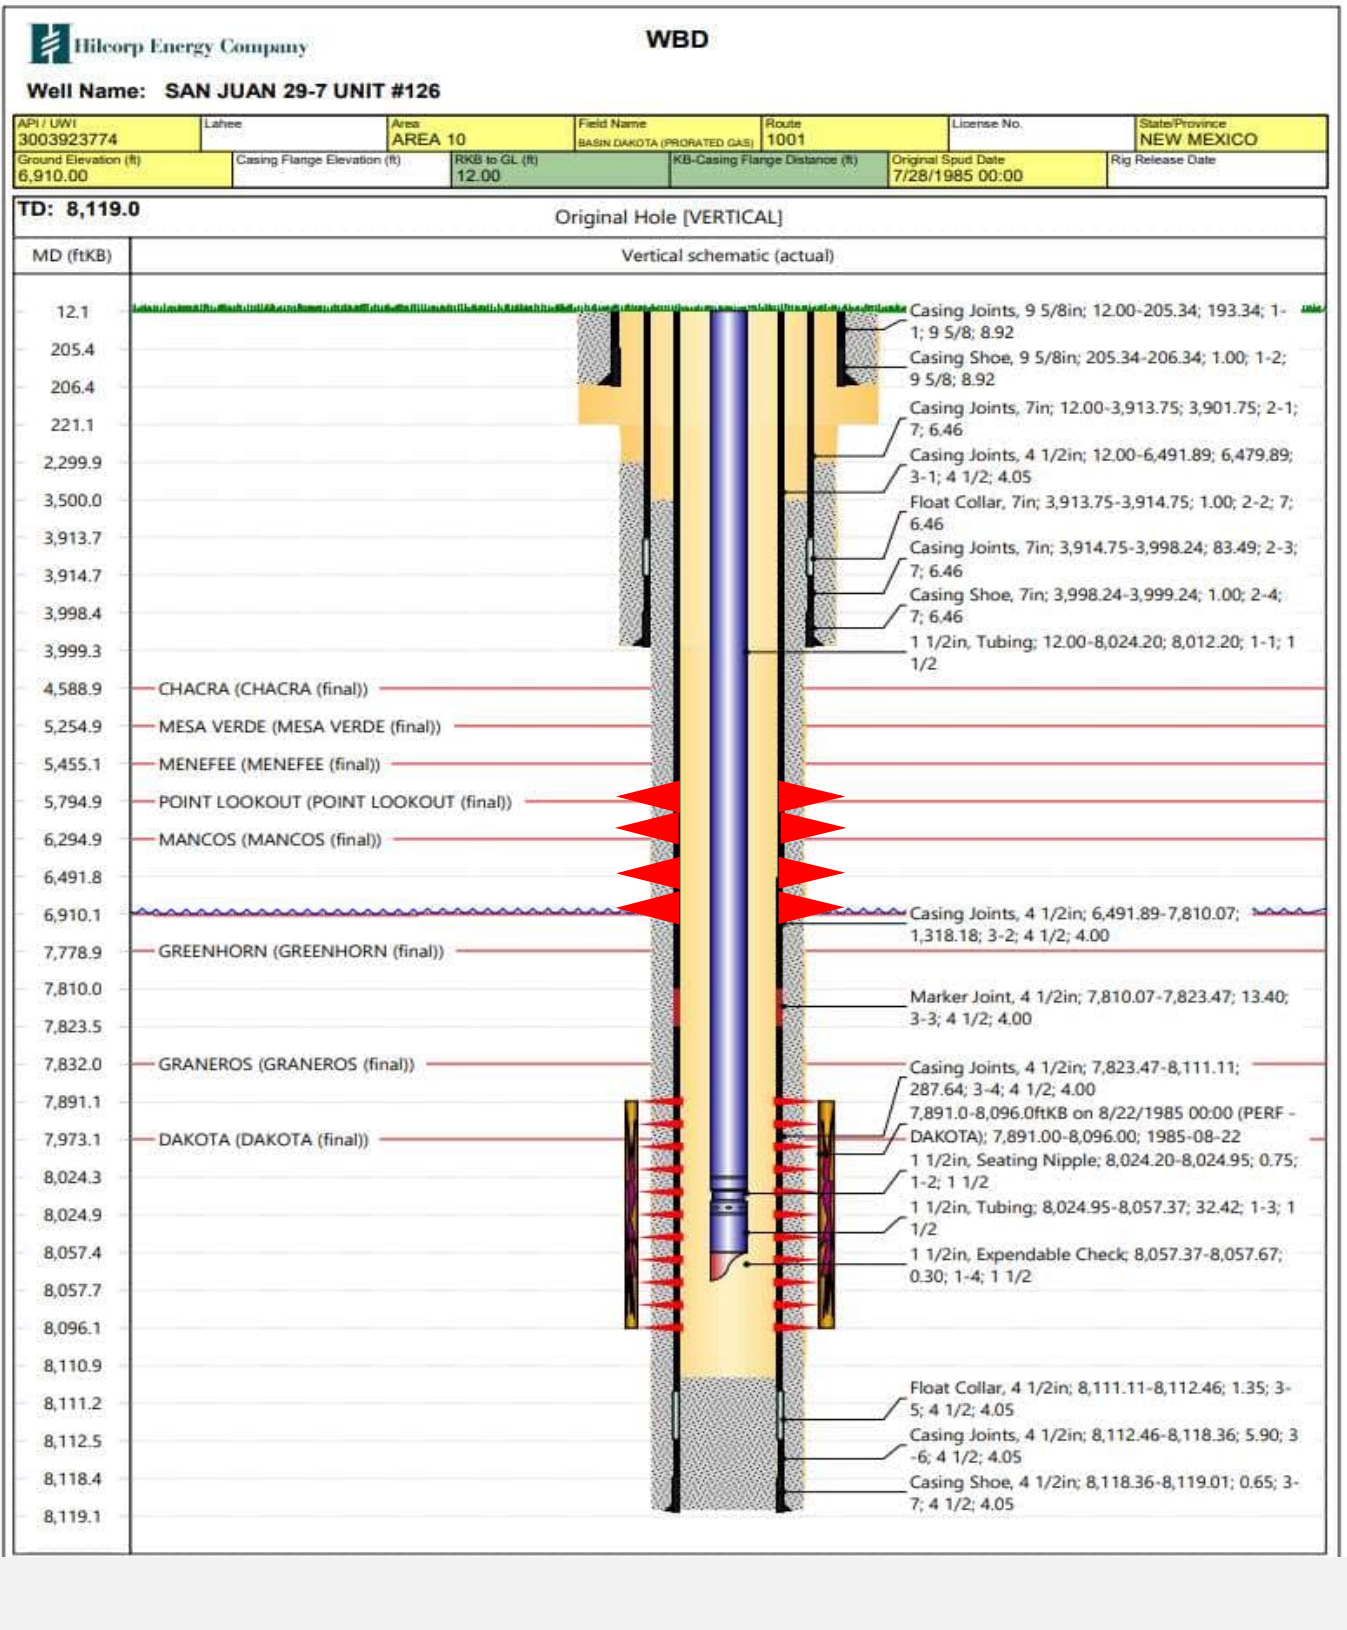 Hilcorp Energy Company
WBD
Well Name: SAN JUAN 29-7 UNIT #126
API / UWI
3003923774
Lahee
Area
AREA 10
Field Name
BASIN DAKOTA (PRORATED GAS)
Route
1001
License No.
State/Province
NEW MEXICO
Ground Elevation (ft)
6,910.00
Casing Flange Elevation (ft)
RKB to GL (ft)
12.00
KB-Casing Flange Distance (ft)
Original Spud Date
7/28/1985 00:00
Rig Release Date
TD: 8,119.0
Original Hole [VERTICAL]
MD (ftKB)
Vertical schematic (actual)
12.1
205.4
206.4
221.1
2,299.9
3,500.0
3,913.7
3,914.7
3,998.4
3,999.3
4,588.9
5,254.9
5,455.1
5,794.9
6,294.9
6,491.8
6,910.1
7,778.9
7,810.0
7,823.5
7,832.0
7,891.1
7,973.1
8,024.3
8,024.9
8,057.4
8,057.7
8,096.1
8,110.9
8,111.2
8,112.5
8,118.4
8,119.1
CHACRA (CHACRA (final))
MESA VERDE (MESA VERDE (final))
MENEFEE (MENEFEE (final))
POINT LOOKOUT (POINT LOOKOUT (final))
MANCOS (MANCOS (final))
GREENHORN (GREENHORN (final))
GRANEROS (GRANEROS (final))
DAKOTA (DAKOTA (final))
Casing Joints, 9 5/8in; 12.00-205.34; 193.34; 1-
1; 9 5/8; 8.92
Casing Shoe, 9 5/8in; 205.34-206.34; 1.00; 1-2;
9 5/8; 8.92
Casing Joints, 7in; 12.00-3,913.75; 3,901.75; 2-1;
7; 6.46
Casing Joints, 4 1/2in; 12.00-6,491.89; 6,479.89;
3-1; 4 1/2; 4.05
Float Collar, 7in; 3,913.75-3,914.75; 1.00; 2-2; 7;
6.46
Casing Joints, 7in; 3,914.75-3,998.24; 83.49; 2-3;
7; 6.46
Casing Shoe, 7in; 3,998.24-3,999.24; 1.00; 2-4;
7; 6.46
1 1/2in, Tubing; 12.00-8,024.20; 8,012.20; 1-1; 1
1/2
Casing Joints, 4 1/2in; 6,491.89-7,810.07;
1,318.18; 3-2; 4 1/2; 4.00
Marker Joint, 4 1/2in; 7,810.07-7,823.47; 13.40;
3-3; 4 1/2; 4.00
Casing Joints, 4 1/2in; 7,823.47-8,111.11;
287.64; 3-4; 4 1/2; 4.00
7,891.0-8,096.0ftKB on 8/22/1985 00:00 (PERF -
DAKOTA); 7,891.00-8,096.00; 1985-08-22
1 1/2in, Seating Nipple; 8,024.20-8,024.95; 0.75;
1-2; 1 1/2
1 1/2in, Tubing; 8,024.95-8,057.37; 32.42; 1-3; 1
1/2
1 1/2in, Expendable Check; 8,057.37-8,057.67;
0.30; 1-4; 1 1/2
Float Collar, 4 1/2in; 8,111.11-8,112.46; 1.35; 3-
5; 4 1/2; 4.05
Casing Joints, 4 1/2in; 8,112.46-8,118.36; 5.90; 3
-6; 4 1/2; 4.05
Casing Shoe, 4 1/2in; 8,118.36-8,119.01; 0.65; 3-
7; 4 1/2; 4.05